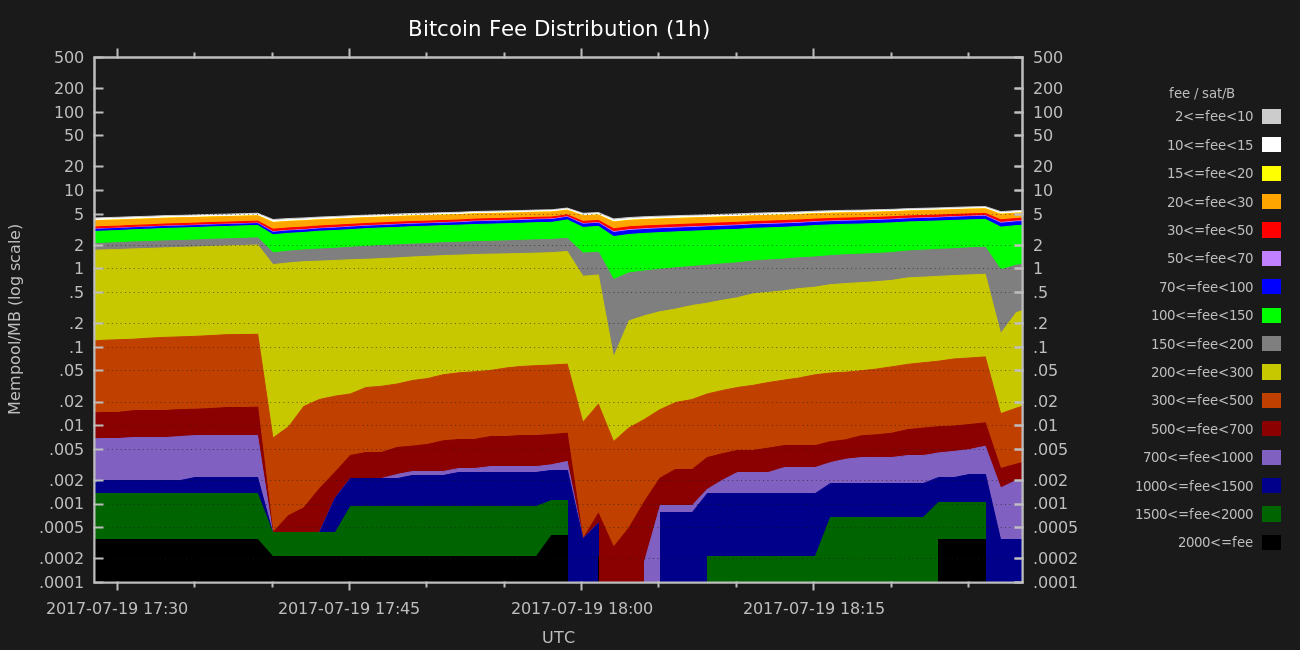 Bitcoin Fee Distribution (1h)
500 500
200 200
100 100
50 50
20 20
10 10
5 5
2 2
1 1
.5 .5
.2 .2
.1 .1
.05 .05
.02 .02
.01 .01
.005 .005
.002 .002
.001 .001
.0005 .0005
.0002 .0002
.0001 .0001
Mempool/MB (log scale)
2017-07-19 17:30 2017-07-19 17:45 2017-07-19 18:00 2017-07-19 18:15
UTC
fee / sat/B
2<=fee<10
10<=fee<15
15<=fee<20
20<=fee<30
30<=fee<50
50<=fee<70
70<=fee<100
100<=fee<150
150<=fee<200
200<=fee<300
300<=fee<500
500<=fee<700
700<=fee<1000
1000<=fee<1500
1500<=fee<2000
2000<=fee